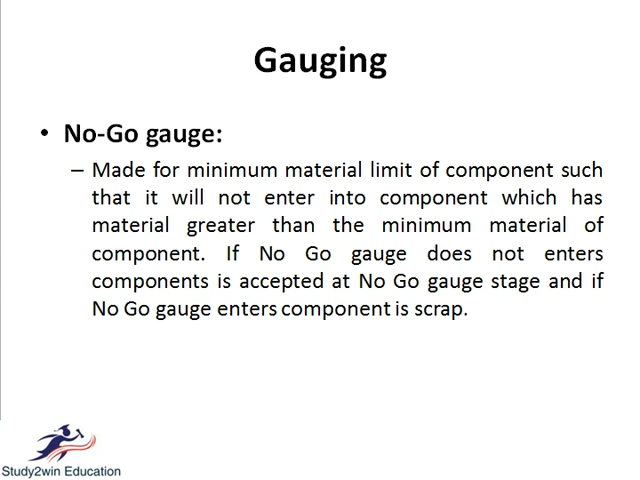 Gauging
• No-Go gauge:
– Made for minimum material limit of component such
that it will not enter into component which has
material greater than the minimum material of
component. If No Go gauge does not enters
components is accepted at No Go gauge stage and if
No Go gauge enters component is scrap.
Study2win Education